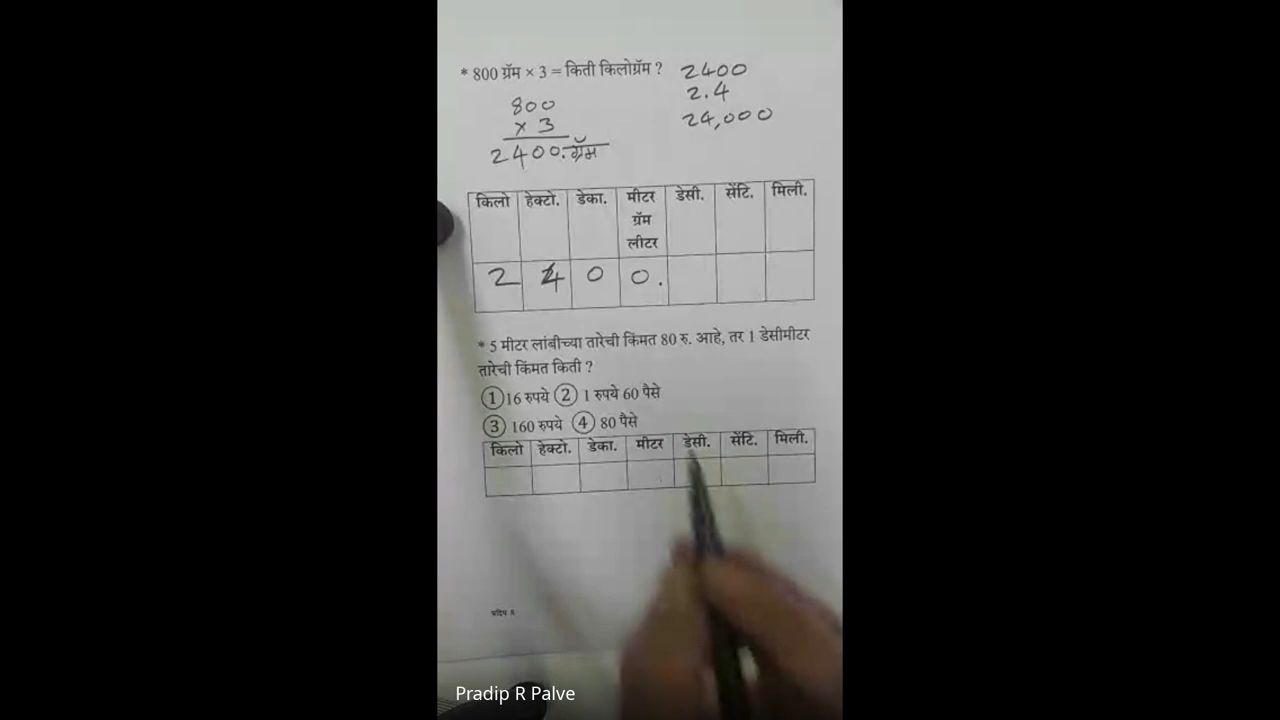 * 800 ग्रॅम × 3 = किती किलोग्रॅम ?
800
× 3
2400. ग्रॅम
2400
2.4
24,000
किलो हेक्टो. डेका. मीटर ग्रॅम लीटर डेसी. सेंटि. मिली.
2 4 0 0.
* 5 मीटर लांबीच्या तारेची किंमत 80 रु. आहे, तर 1 डेसीमीटर
तारेची किंमत किती ?
① 16 रुपये ② 1 रुपये 60 पैसे
③ 160 रुपये ④ 80 पैसे
किलो हेक्टो. डेका. मीटर डेसी. सेंटि. मिली.
प्रदिप R
Pradip R Palve